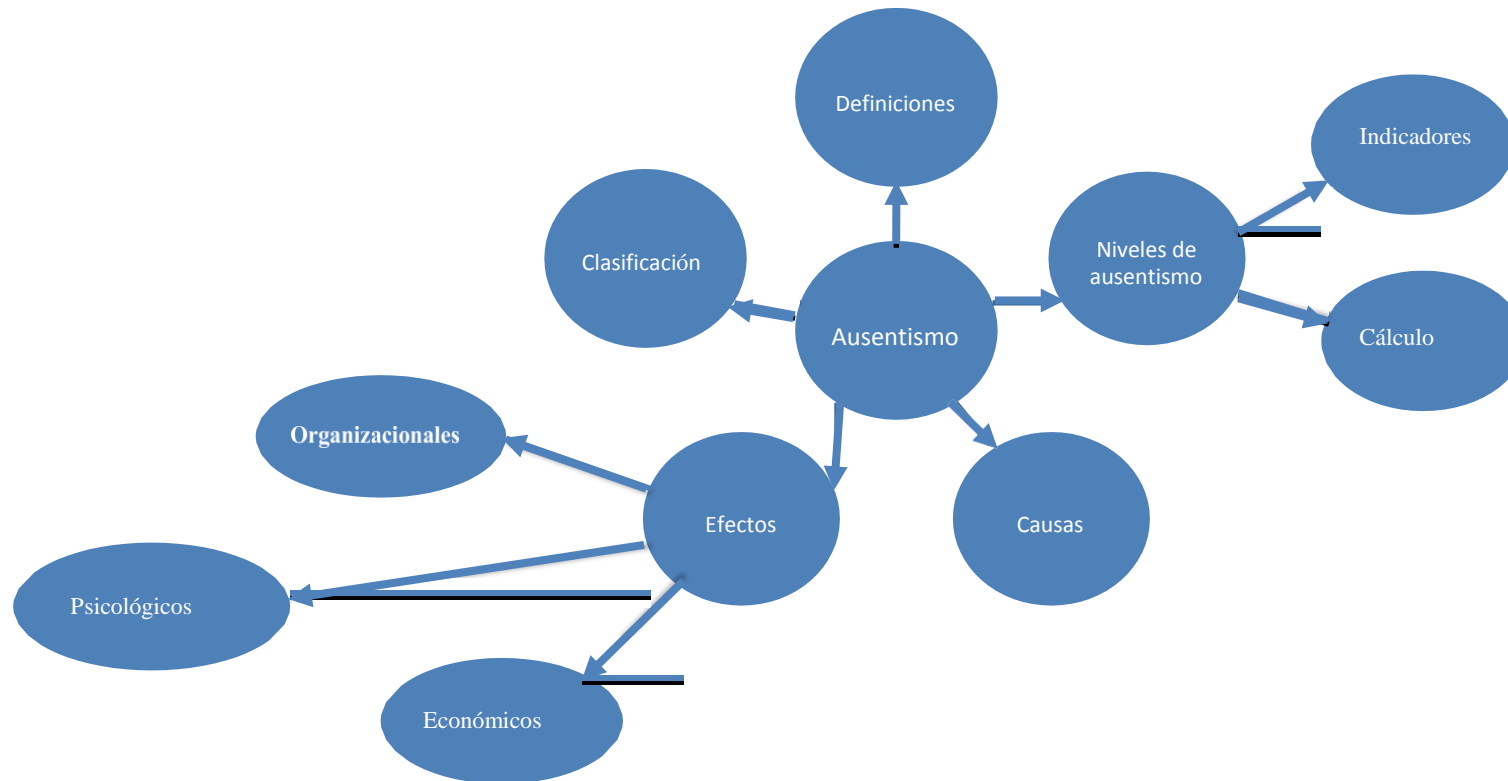 Definiciones
Indicadores
Clasificación
Niveles de
ausentismo
Ausentismo
Cálculo
Organizacionales
Efectos
Causas
Psicológicos
Económicos